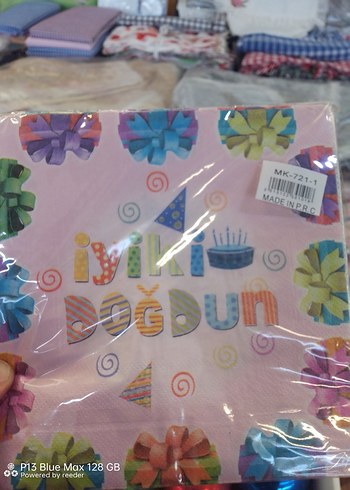 MK-721-1
MADE IN P.R.C
iyiki
DOĞDUN
P13 Blue Max 128 GB
Powered by reeder